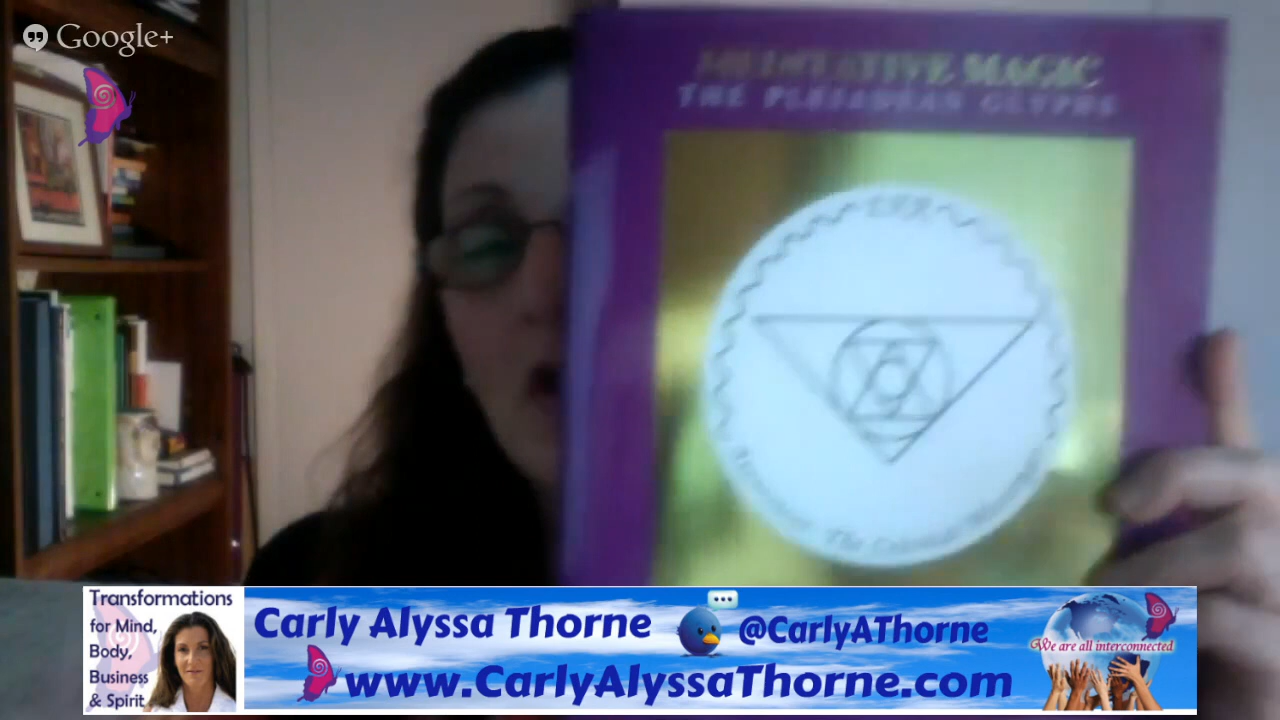 Google+
MEDITATIVE MAGIC
THE PLEIADIAN GLYPHS
Transformations
for Mind,
Body,
Business
& Spirit
Carly Alyssa Thorne
@CarlyAThorne
www.CarlyAlyssaThorne.com
We are all interconnected